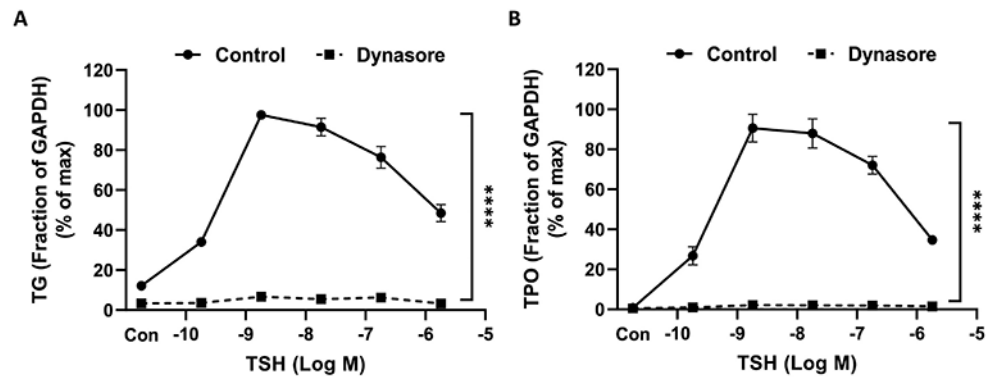 A
Control
Dynasore
TG (Fraction of GAPDH)
(% of max)
120
100
80
60
40
20
0
Con
-10
-9
-8
-7
-6
-5
TSH (Log M)
****
B
Control
Dynasore
TPO (Fraction of GAPDH)
(% of max)
120
100
80
60
40
20
0
Con
-10
-9
-8
-7
-6
-5
TSH (Log M)
****